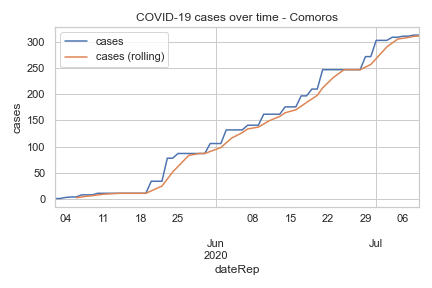 COVID-19 cases over time - Comoros
cases
cases (rolling)
300
250
200
150
100
50
0
cases
04 11 18 25 08 15 22 29 06
Jun Jul
2020
dateRep